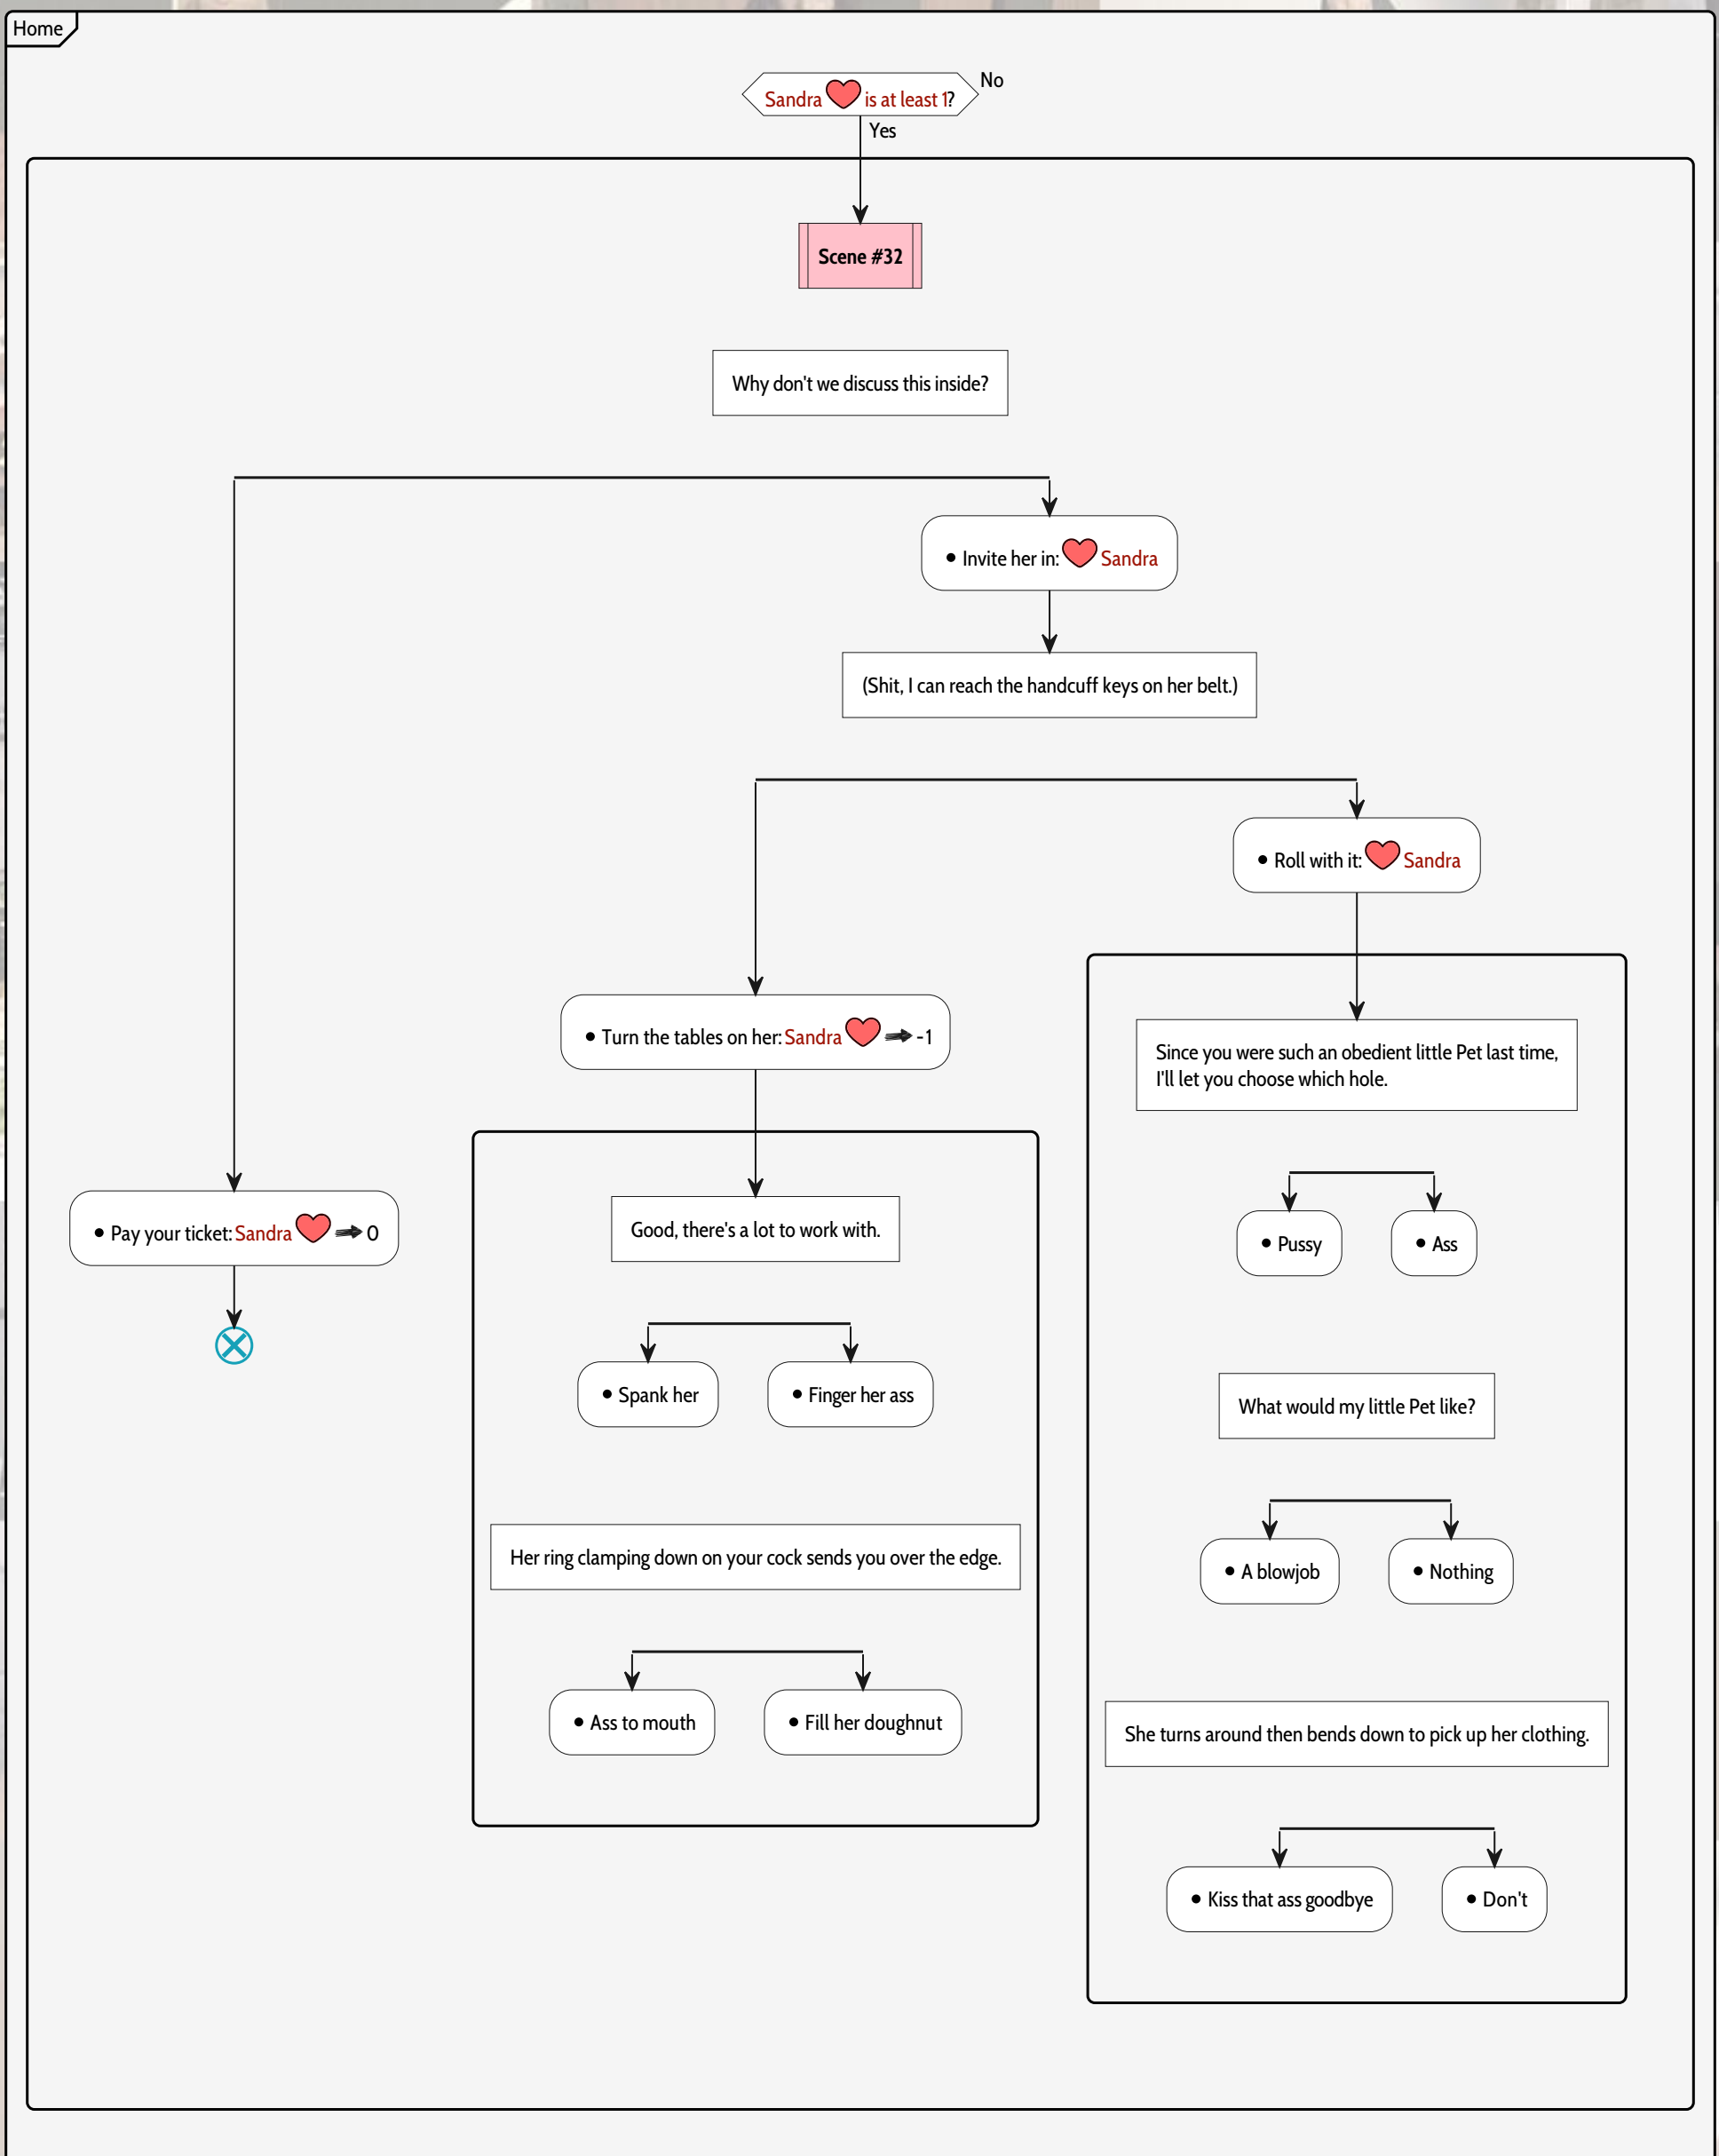 Home
Sandra is at least 1?
No
Yes
Scene #32
Why don't we discuss this inside?
• Invite her in: Sandra
(Shit, I can reach the handcuff keys on her belt.)
• Roll with it: Sandra
• Turn the tables on her: Sandra -1
Since you were such an obedient little Pet last time,
I'll let you choose which hole.
• Pay your ticket: Sandra 0
Good, there's a lot to work with.
• Pussy
• Ass
• Spank her
• Finger her ass
What would my little Pet like?
Her ring clamping down on your cock sends you over the edge.
• A blowjob
• Nothing
• Ass to mouth
• Fill her doughnut
She turns around then bends down to pick up her clothing.
• Kiss that ass goodbye
• Don't